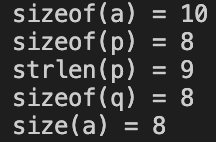 sizeof(a) = 10
sizeof(p) = 8
strlen(p) = 9
sizeof(q) = 8
size(a) = 8